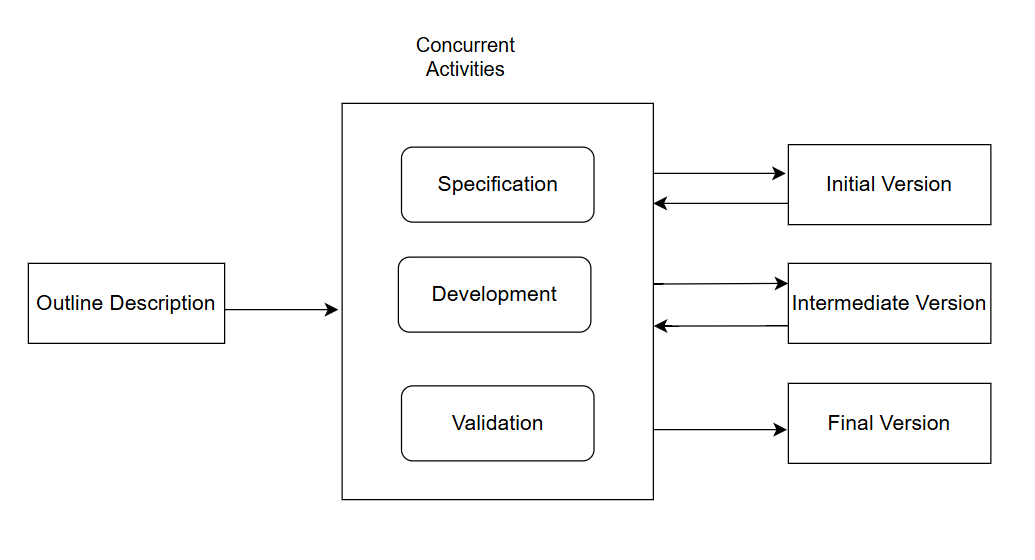 Concurrent
Activities
Specification
Initial Version
Outline Description
Development
Intermediate Version
Validation
Final Version